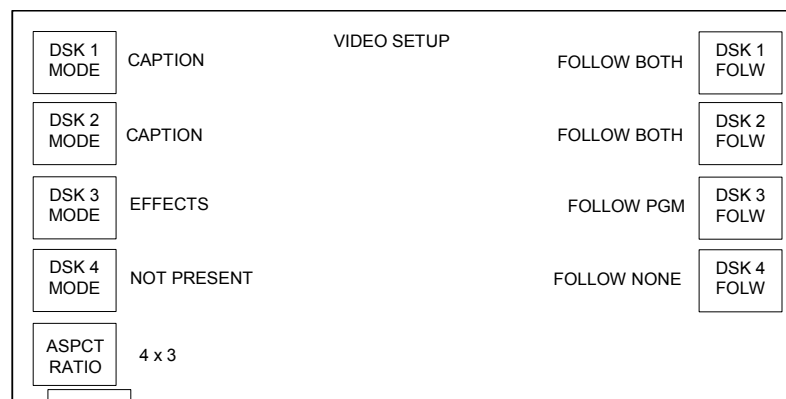 VIDEO SETUP
DSK 1
MODE
CAPTION
FOLLOW BOTH
DSK 1
FOLW
DSK 2
MODE
CAPTION
FOLLOW BOTH
DSK 2
FOLW
DSK 3
MODE
EFFECTS
FOLLOW PGM
DSK 3
FOLW
DSK 4
MODE
NOT PRESENT
FOLLOW NONE
DSK 4
FOLW
ASPCT
RATIO
4 x 3